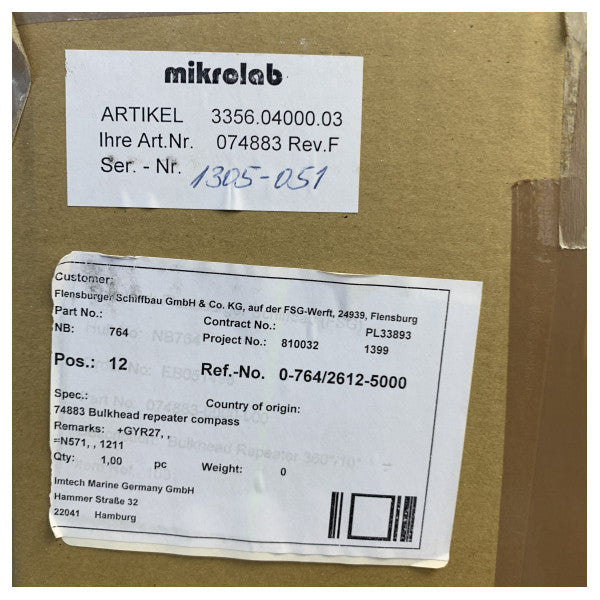 mikrolab
ARTIKEL 3356.04000.03
Ihre Art.Nr. 074883 Rev.F
Ser. - Nr. 1305-051
Customer:
Flensburger Schiffbau GmbH & Co. KG, auf der FSG-Werft, 24939, Flensburg
Part No.: Contract No.: PL33893
NB: 764 Project No.: 810032 1399
Pos.: 12 Ref.-No. 0-764/2612-5000
Spec.: Country of origin:
74883 Bulkhead repeater compass
Remarks: +GYR27, ,
=N571, , 1211
Qty: 1,00 pc Weight: 0
Imtech Marine Germany GmbH
Hammer Straße 32
22041 Hamburg